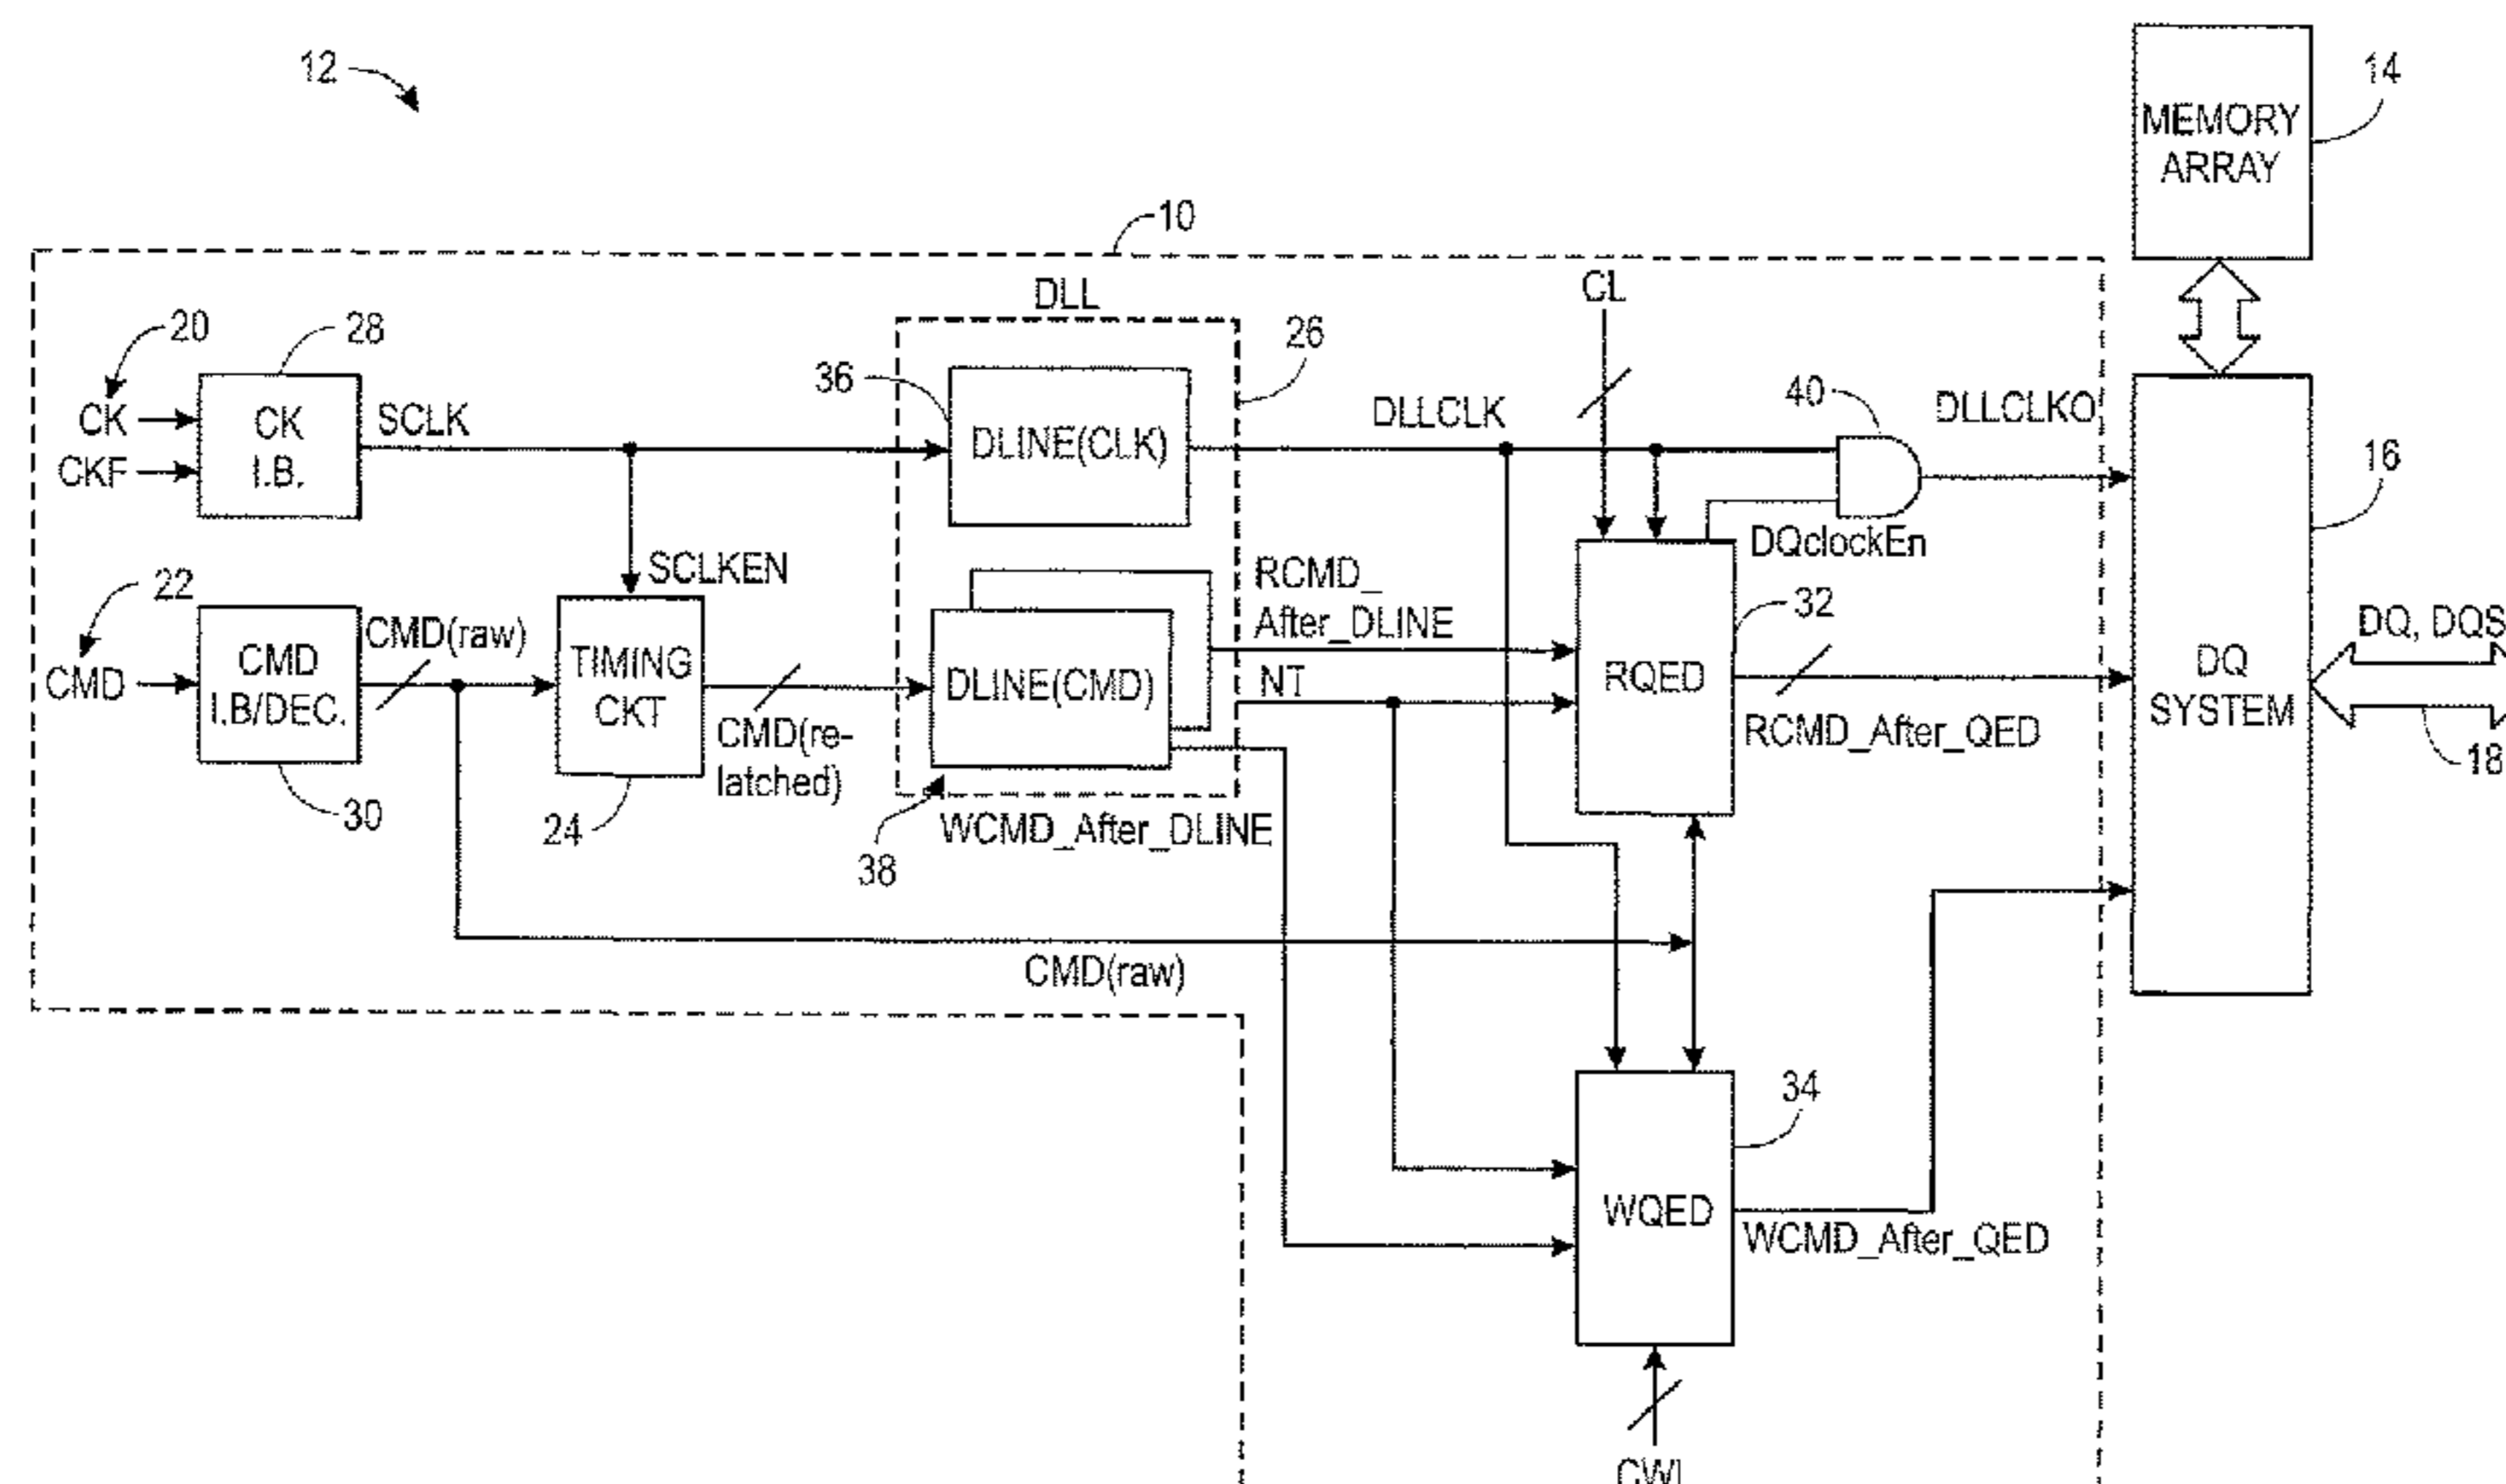 12
MEMORY
ARRAY
14
10
DLL
CL
20
28
26
36
CK
CKF
CK
I.B.
SCLK
DLINE(CLK)
DLLCLK
40
DLLCLKO
16
SCLKEN
DQclockEn
22
CMD
CMD
I.B/DEC.
CMD(raw)
TIMING
CKT
CMD(re-
latched)
DLINE(CMD)
RCMD_
After_DLINE
NT
RQED
32
RCMD_After_QED
DQ
SYSTEM
DQ, DQS
18
30
24
38
WCMD_After_DLINE
CMD(raw)
34
WQED
WCMD_After_QED